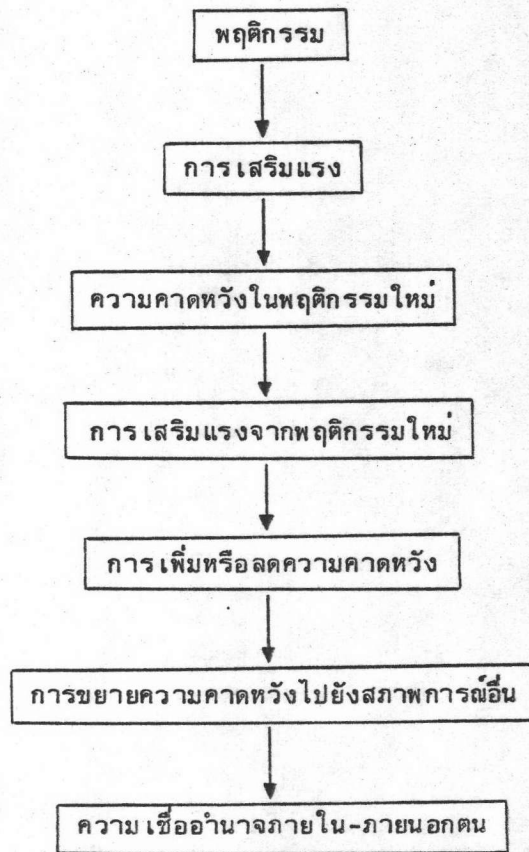 พฤติกรรม
การเสริมแรง
ความคาดหวังในพฤติกรรมใหม่
การเสริมแรงจากพฤติกรรมใหม่
การเพิ่มหรือลดความคาดหวัง
การขยายความคาดหวังไปยังสภาพการณ์อื่น
ความเชื่ออำนาจภายใน-ภายนอกตน